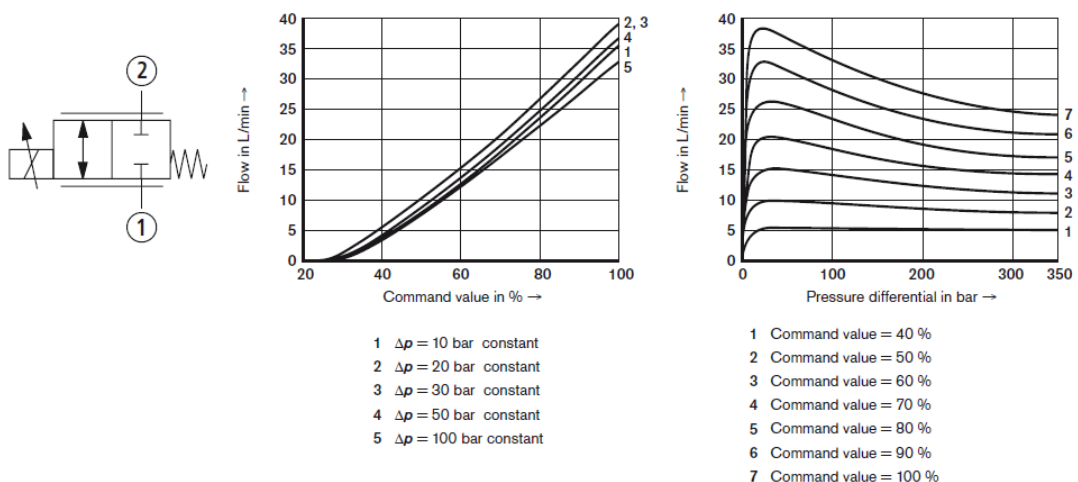 ②
①
Flow in L/min →
40
35
30
25
20
15
10
5
0
20 40 60 80 100
Command value in % →
2, 3
4
1
5
1 Δp = 10 bar constant
2 Δp = 20 bar constant
3 Δp = 30 bar constant
4 Δp = 50 bar constant
5 Δp = 100 bar constant
Flow in L/min →
40
35
30
25
20
15
10
5
0
0 100 200 300 350
Pressure differential in bar →
7
6
5
4
3
2
1
1 Command value = 40 %
2 Command value = 50 %
3 Command value = 60 %
4 Command value = 70 %
5 Command value = 80 %
6 Command value = 90 %
7 Command value = 100 %